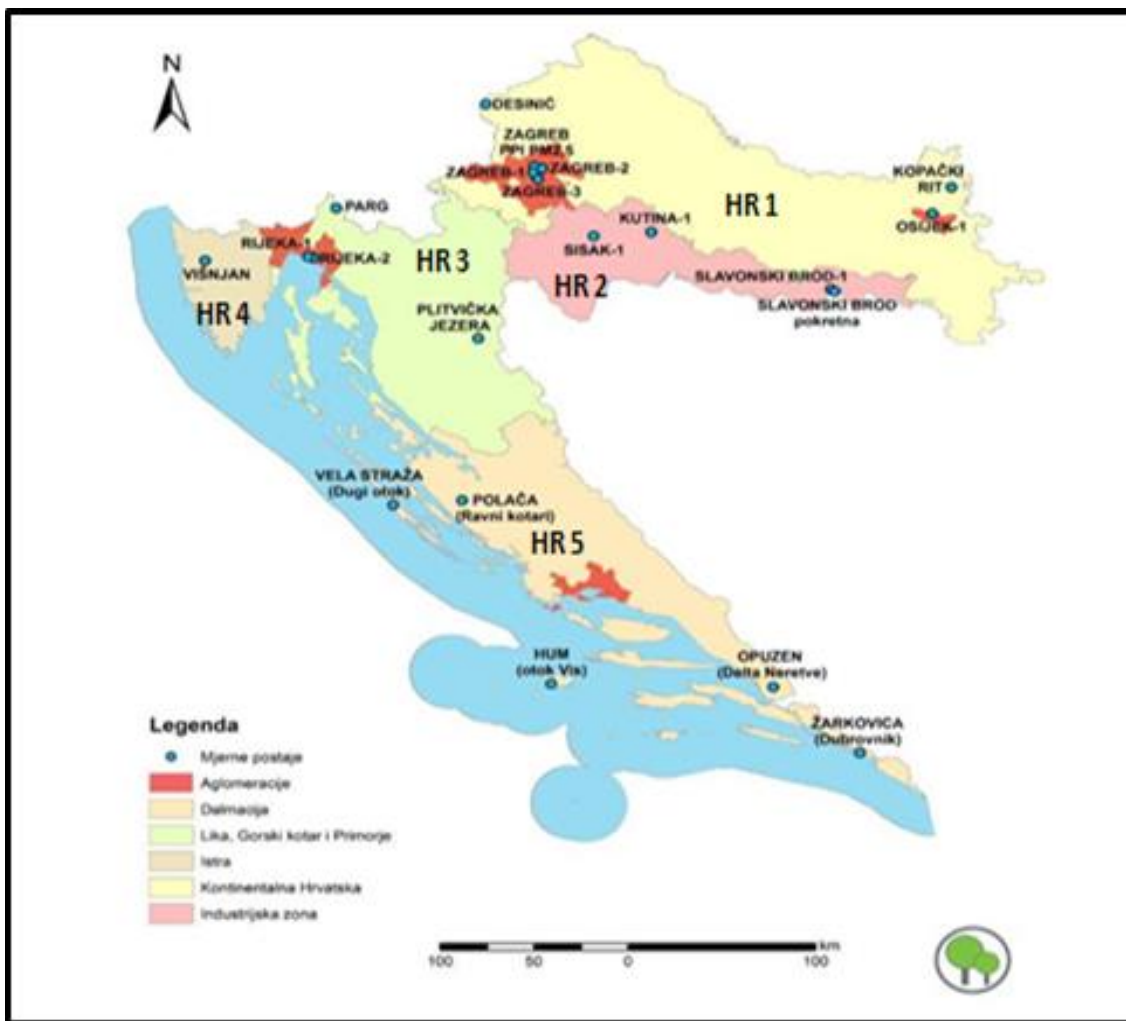 N
DESINIĆ
ZAGREB
PPI PM2,5
ZAGREB-1
ZAGREB-2
ZAGREB-3
KOPAČKI
RIT
HR 1
OSIJEK-1
PARG
KUTINA-1
SISAK-1
RIJEKA-1
RIJEKA-2
HR 3
VIŠNJAN
HR 2
SLAVONSKI BROD-1
SLAVONSKI BROD
pokretna
HR 4
PLITVIČKA
JEZERA
VELA STRAŽA
(Dugi otok)
POLAČA
(Ravni kotari)
HR 5
HUM
(otok Vis)
OPUZEN
(Delta Neretve)
ŽARKOVICA
(Dubrovnik)
Legenda
Mjerne postaje
Aglomeracije
Dalmacija
Lika, Gorski kotar i Primorje
Istra
Kontinentalna Hrvatska
Industrijska zona
km
100 50 0 100